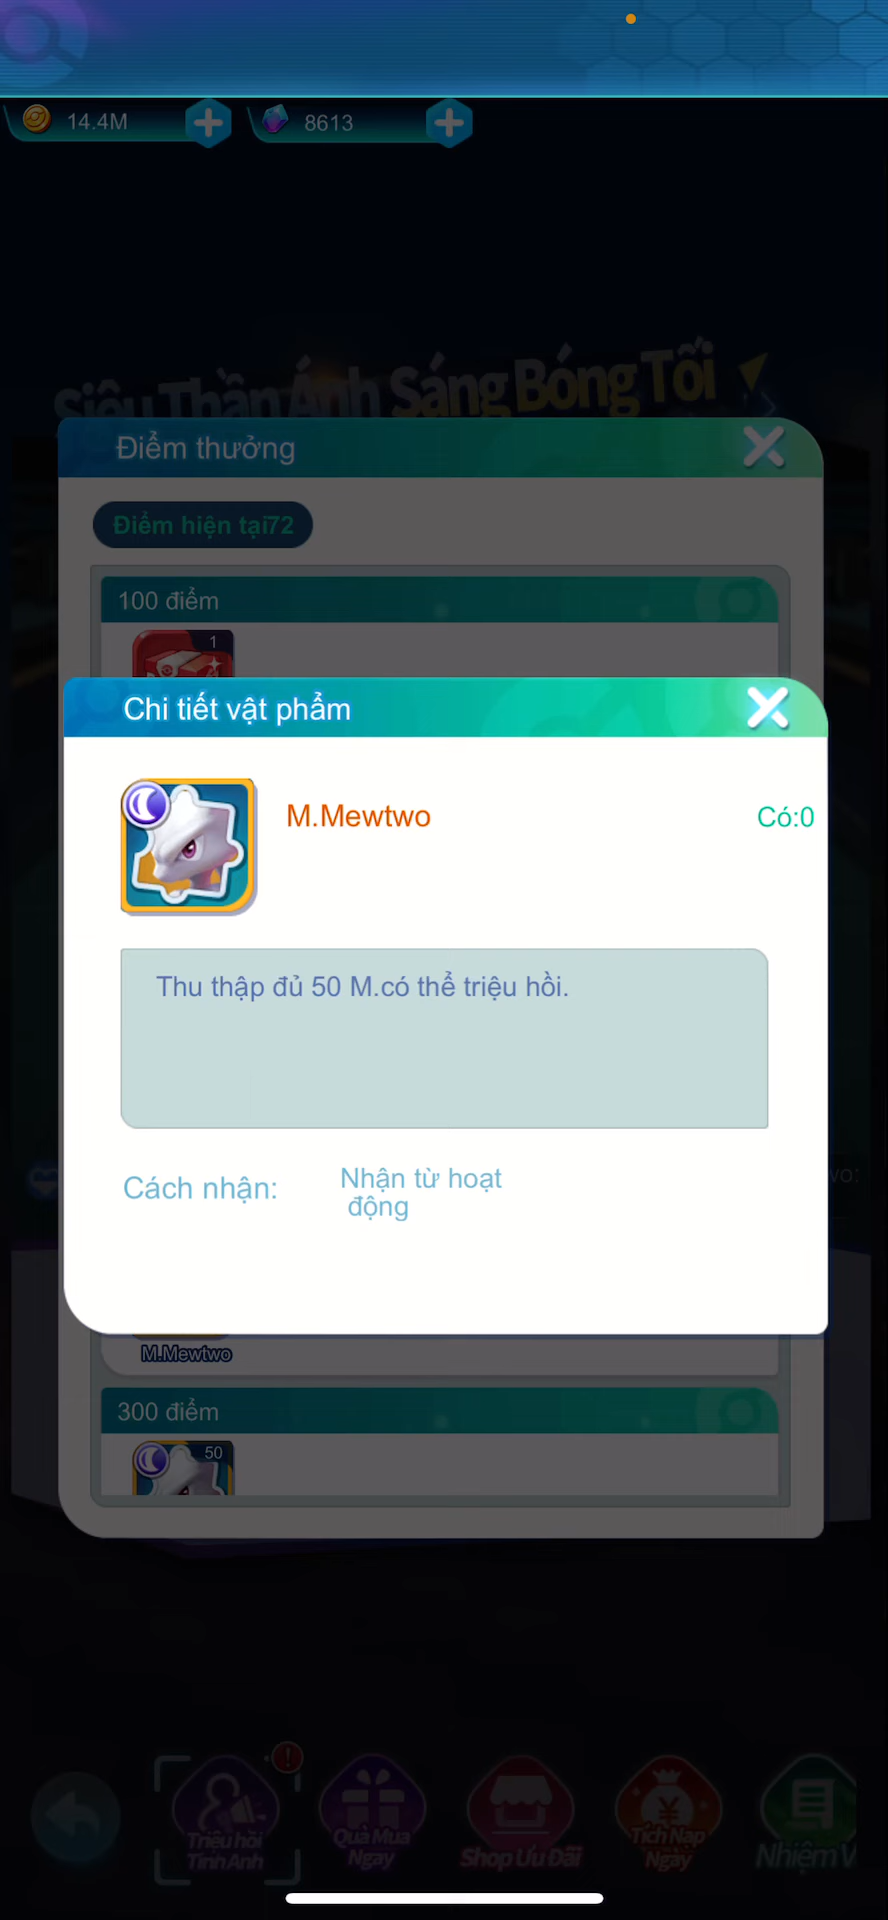 14.4M
8613
Siêu Thần Ánh Sáng Bóng Tối
Điểm thưởng
Điểm hiện tại72
100 điểm
1
Chi tiết vật phẩm
M.Mewtwo
Có:0
Thu thập đủ 50 M.có thể triệu hồi.
Cách nhận:
Nhận từ hoạt
động
wo:
M.Mewtwo
300 điểm
50
Triệu hồi
Tinh Anh
Quà Mua
Ngay
Shop Ưu Đãi
Tích Nạp
Ngày
Nhiệm V